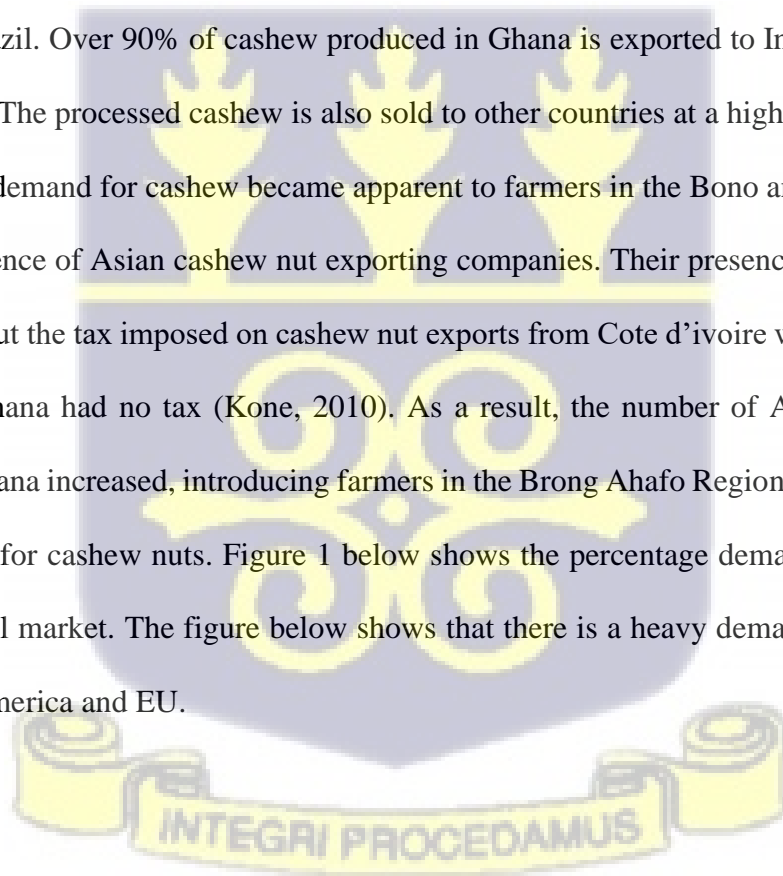 azil. Over 90% of cashew produced in Ghana is exported to In
The processed cashew is also sold to other countries at a high
demand for cashew became apparent to farmers in the Bono a
ence of Asian cashew nut exporting companies. Their presenc
ut the tax imposed on cashew nut exports from Cote d’ivoire w
hana had no tax (Kone, 2010). As a result, the number of A
ana increased, introducing farmers in the Brong Ahafo Region
for cashew nuts. Figure 1 below shows the percentage dema
l market. The figure below shows that there is a heavy dema
merica and EU.
INTEGRI PROCEDAMUS